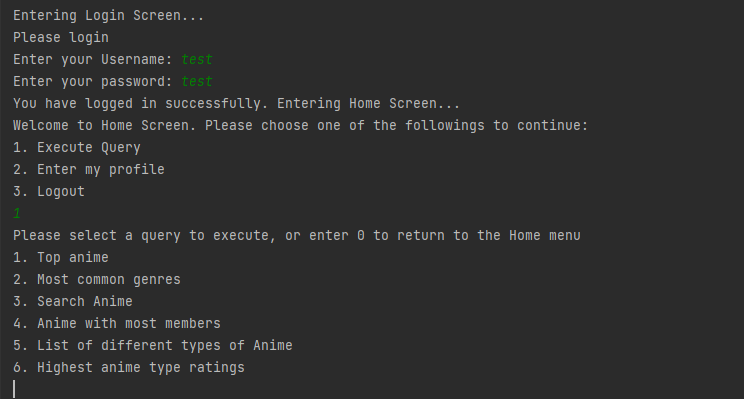 Entering Login Screen...
Please login
Enter your Username: test
Enter your password: test
You have logged in successfully. Entering Home Screen...
Welcome to Home Screen. Please choose one of the followings to continue:
1. Execute Query
2. Enter my profile
3. Logout
1
Please select a query to execute, or enter 0 to return to the Home menu
1. Top anime
2. Most common genres
3. Search Anime
4. Anime with most members
5. List of different types of Anime
6. Highest anime type ratings